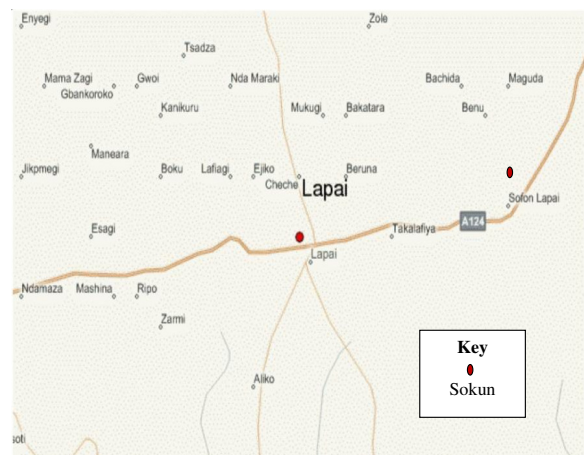 Enyegi
Zole
Tsadza
Mama Zagi
Gwoi
Nda Maraki
Bachida
Maguda
Gbankoroko
Kanikuru
Mukugi
Bakatara
Benu
Maneara
Jikpmegi
Boku
Lafiagi
Ejiko
Beruna
Cheche
Lapai
Sofon Lapai
A124
Esagi
Takalafiya
Lapai
Ndamaza
Mashina
Ripo
Zarmi
Key
Sokun
Aliko
soti